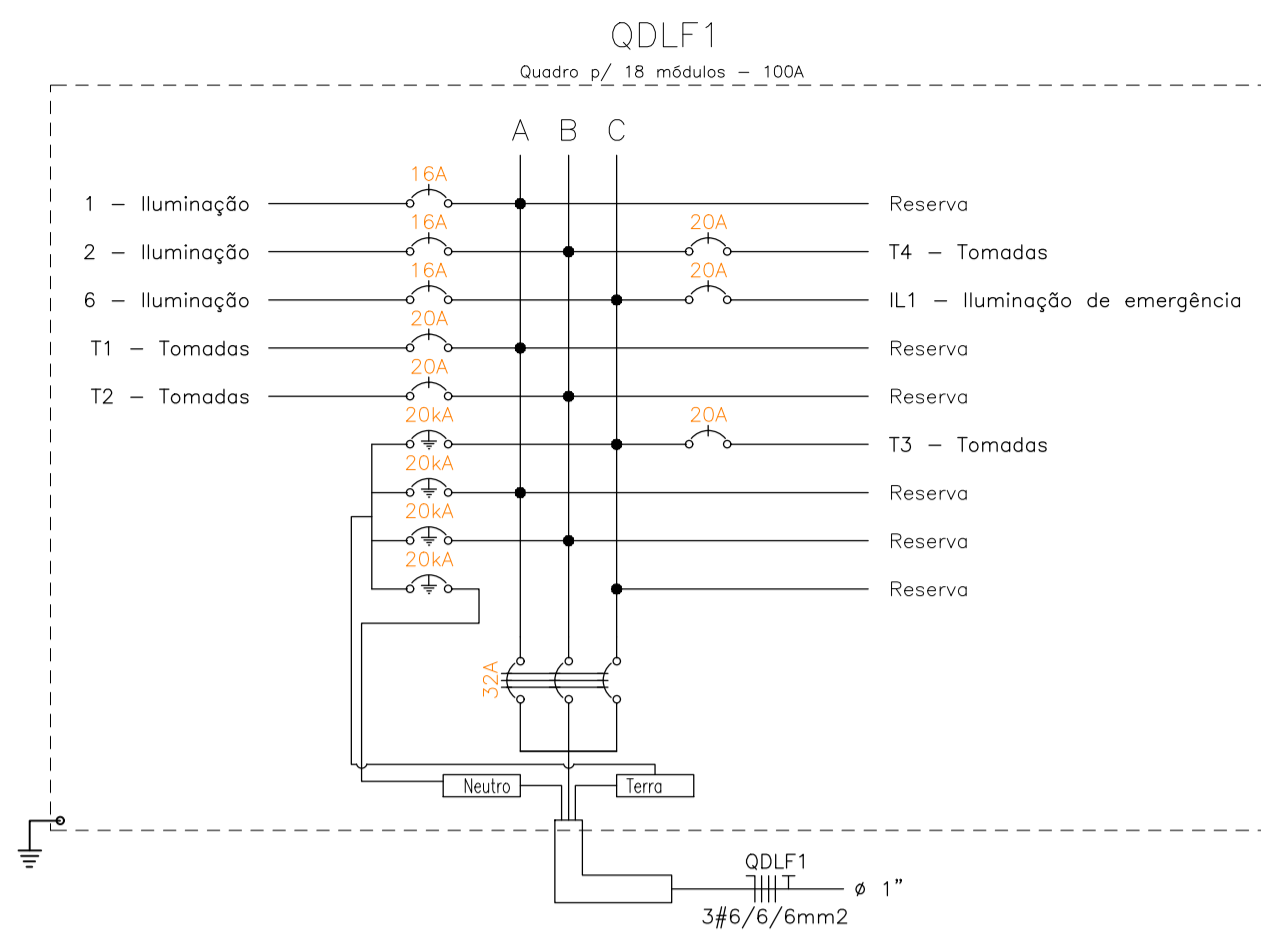 QDLF1
Quadro p/ 18 módulos – 100A
A B C
16A
1 – Iluminação Reserva
16A 20A
2 – Iluminação T4 – Tomadas
16A 20A
6 – Iluminação IL1 – Iluminação de emergência
20A
T1 – Tomadas Reserva
20A
T2 – Tomadas Reserva
20kA 20A
T3 – Tomadas
20kA
Reserva
20kA
Reserva
20kA
Reserva
32A
Neutro Terra
QDLF1
ø 1"
3#6/6/6mm2